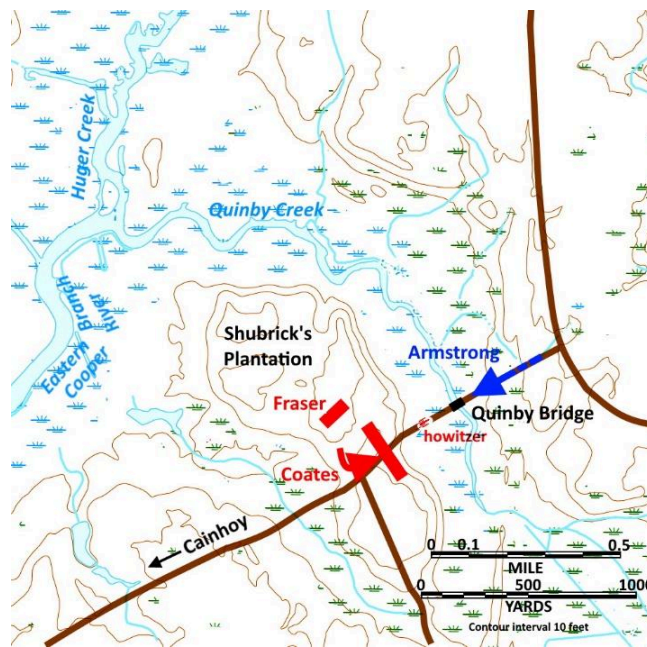 Huger Creek
Quinby Creek
Eastern Branch
Cooper River
Shubrick's
Plantation
Armstrong
Fraser
Quinby Bridge
howitzer
Coates
Cainhoy
0 0.1 0.5
MILE
0 500 1000
YARDS
Contour interval 10 feet